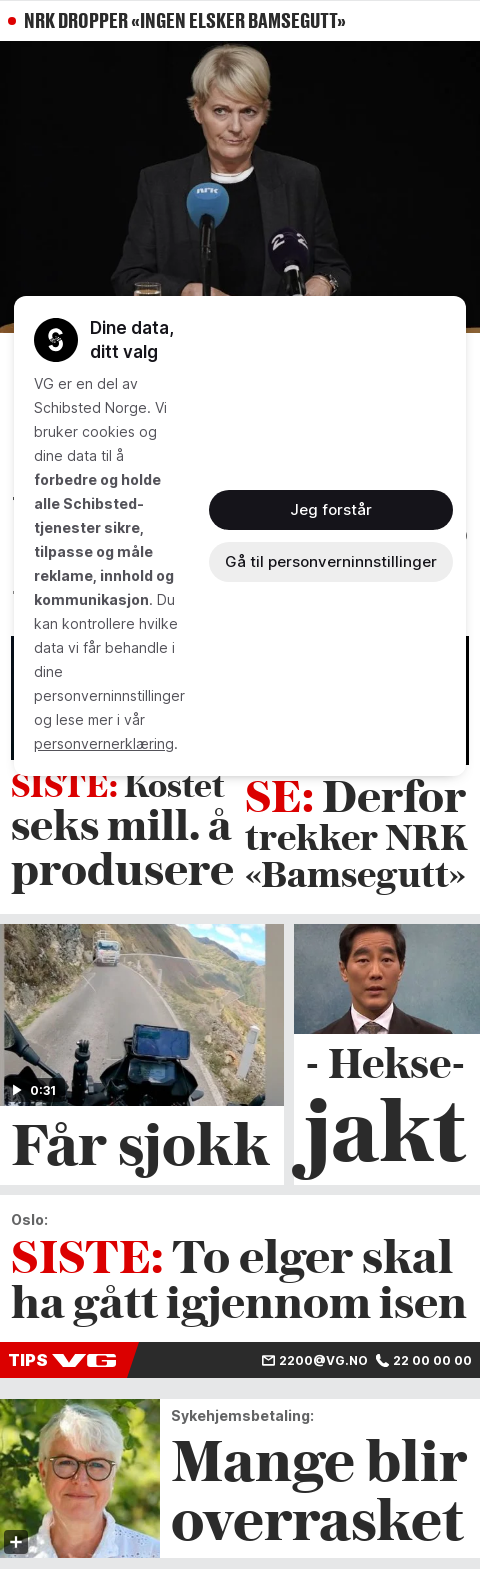 NRK DROPPER «INGEN ELSKER BAMSEGUTT»
nrk
2
Dine data,
ditt valg
VG er en del av
Schibsted Norge. Vi
bruker cookies og
dine data til å
forbedre og holde
alle Schibsted-
tjenester sikre,
tilpasse og måle
reklame, innhold og
kommunikasjon. Du
kan kontrollere hvilke
data vi får behandle i
dine
personverninnstillinger
og lese mer i vår
personvernerklæring.
Jeg forstår
Gå til personverninnstillinger
SISTE: Kostet
seks mill. å
produsere
SE: Derfor
trekker NRK
«Bamsegutt»
0:31
Får sjokk
- Hekse-
jakt
Oslo:
SISTE: To elger skal
ha gått igjennom isen
TIPS VG
2200@VG.NO
22 00 00 00
Sykehjemsbetaling:
Mange blir
overrasket